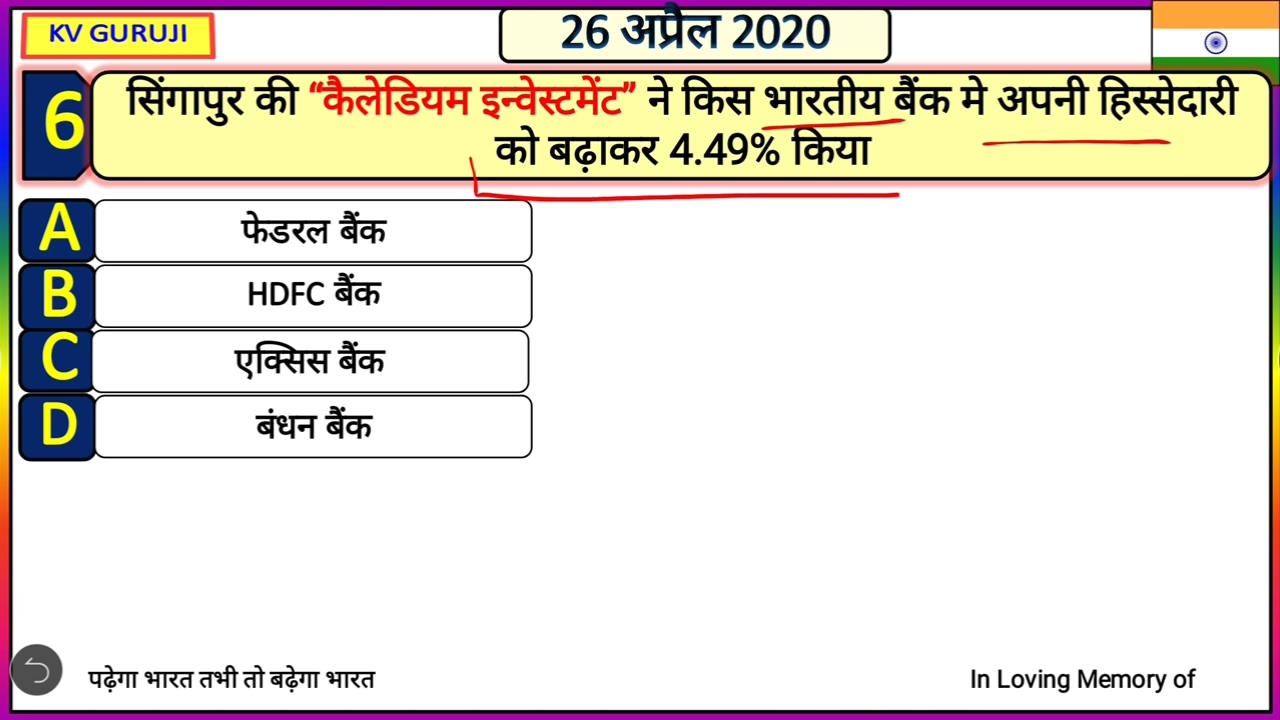 KV GURUJI
26 अप्रैल 2020
6
सिंगापुर की “कैलेडियम इन्वेस्टमेंट” ने किस भारतीय बैंक मे अपनी हिस्सेदारी
को बढ़ाकर 4.49% किया
A फेडरल बैंक
B HDFC बैंक
C एक्सिस बैंक
D बंधन बैंक
पढ़ेगा भारत तभी तो बढ़ेगा भारत
In Loving Memory of